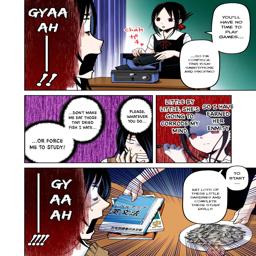 GYAA
AH
!!
YOU'LL
HAVE NO
TIME TO
PLAY
GAMES...
...SO I'M
CONFISCA-
TING YOUR
SMARTPHONE
AND
...DON'T
MAKE ME
EAT THOSE
TINY DRIED
FISH I HATE...
PLEASE,
WHATEVER
YOU DO...
...OR FORCE
ME TO STUDY!
SO I HAVE
EARNED
HER
ENMITY
LITTLE BY
LITTLE, SHE'S
GOING TO
CORRODE MY
MIND.
GY
AA
AH
!!!!
TO
START
...
EAT LOTS OF
THESE LITTLE
SARDINES AND
COMPLETE
THESE STUDY
DRILLS!